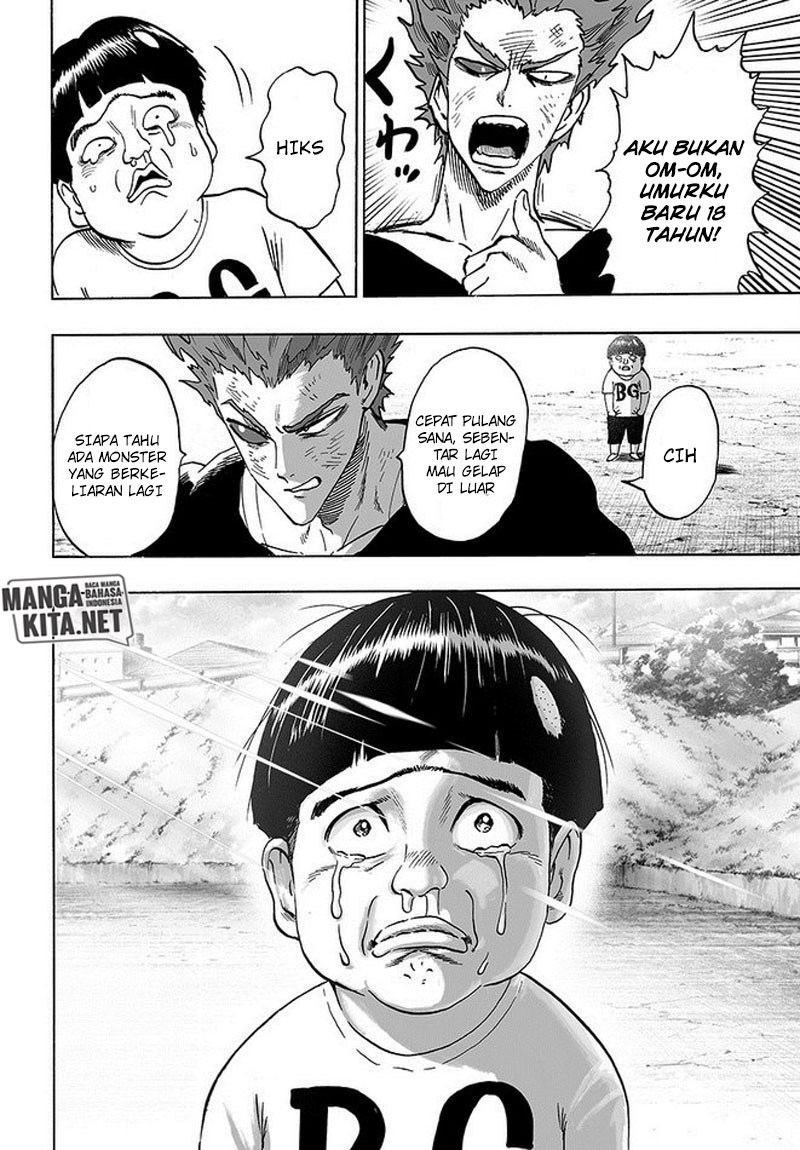 AKU BUKAN
OM-OM,
UMURKU
BARU 18
TAHUN!
くわッ
HIKS
BG
CIH
BG
CEPAT PULANG
SANA, SEBEN-
TAR LAGI
MAU GELAP
DI LUAR
SIAPA TAHU
ADA MONSTER
YANG BERKE-
LIARAN LAGI
MANGA-
KITA.NET
BACA MANGA
-BAHASA-
INDONESIA
BG